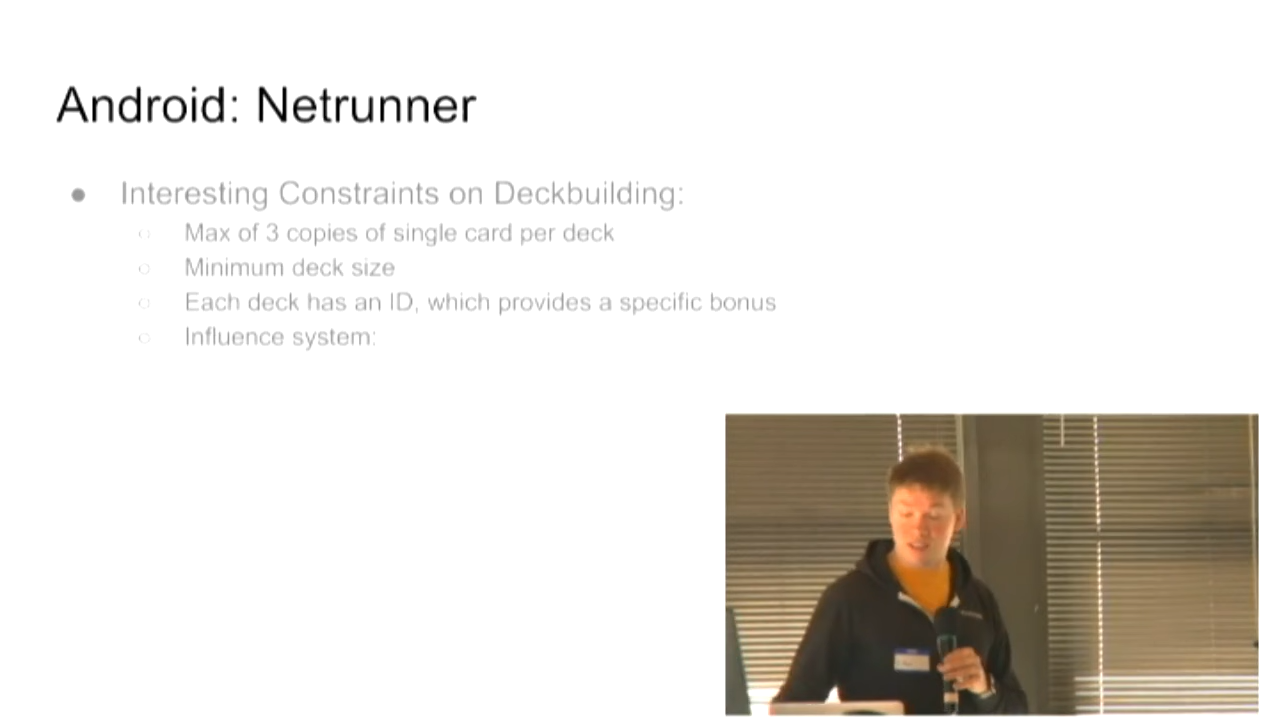 Android: Netrunner
● Interesting Constraints on Deckbuilding:
○ Max of 3 copies of single card per deck
○ Minimum deck size
○ Each deck has an ID, which provides a specific bonus
○ Influence system: